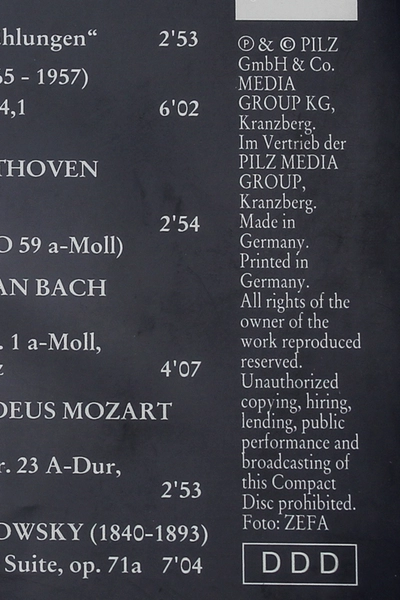 ählungen“ 2'53
65 - 1957)
4,1 6'02
THOVEN
2'54
O 59 a-Moll)
AN BACH
. 1 a-Moll,
z 4'07
DEUS MOZART
r. 23 A-Dur,
2'53
OWSKY (1840-1893)
Suite, op. 71a 7'04
℗ & © PILZ
GmbH & Co.
MEDIA
GROUP KG,
Kranzberg.
Im Vertrieb der
PILZ MEDIA
GROUP,
Kranzberg.
Made in
Germany.
Printed in
Germany.
All rights of the
owner of the
work reproduced
reserved.
Unauthorized
copying, hiring,
lending, public
performance and
broadcasting of
this Compact
Disc prohibited.
Foto: ZEFA
DDD